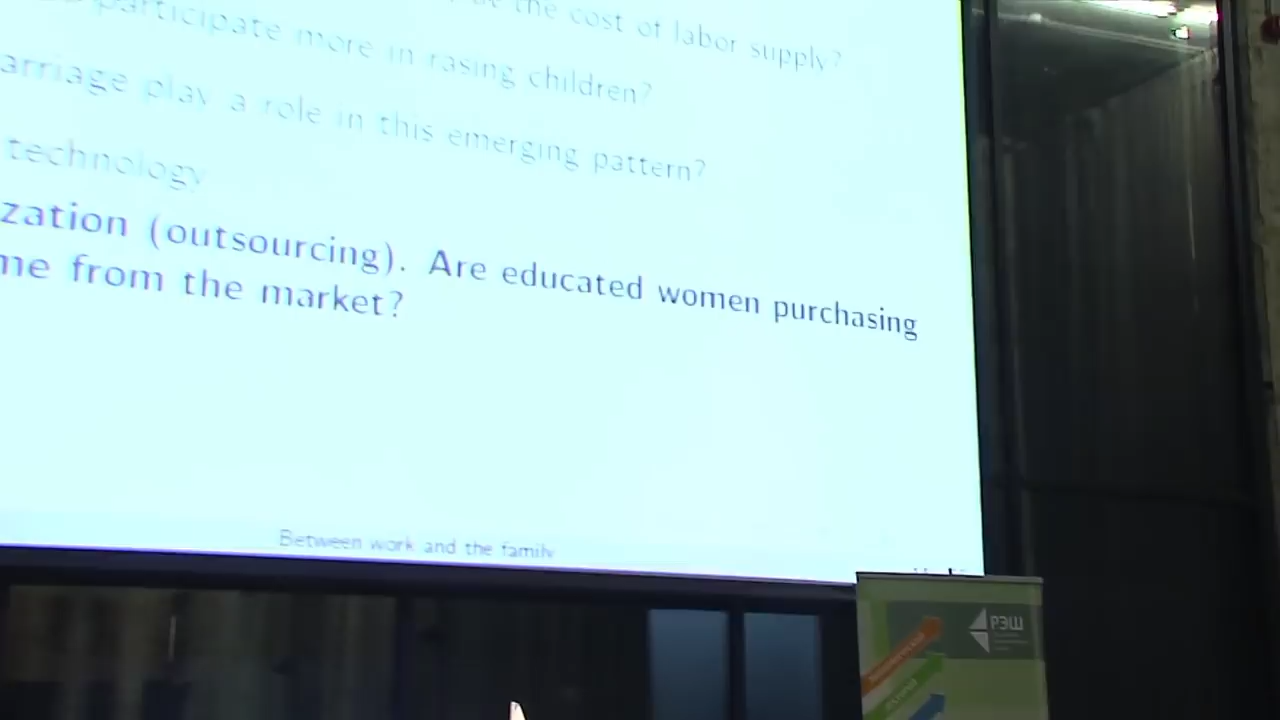 the cost of labor supply?
participate more in rasing children?
arriage play a role in this emerging pattern?
technology
zation (outsourcing). Are educated women purchasing
me from the market?
Between work and the family
РЭШ